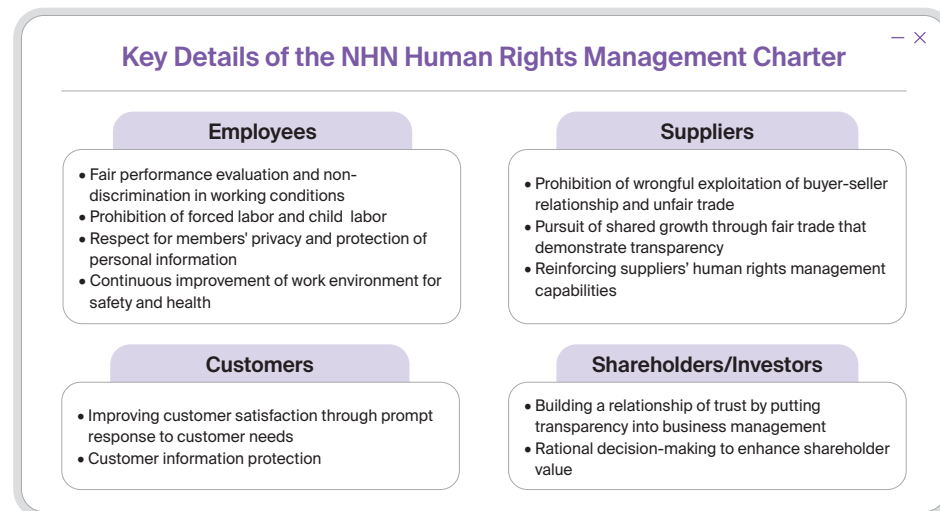 Key Details of the NHN Human Rights Management Charter
Employees
• Fair performance evaluation and non-
discrimination in working conditions
• Prohibition of forced labor and child labor
• Respect for members' privacy and protection of
personal information
• Continuous improvement of work environment for
safety and health
Suppliers
• Prohibition of wrongful exploitation of buyer-seller
relationship and unfair trade
• Pursuit of shared growth through fair trade that
demonstrate transparency
• Reinforcing suppliers' human rights management
capabilities
Customers
• Improving customer satisfaction through prompt
response to customer needs
• Customer information protection
Shareholders/Investors
• Building a relationship of trust by putting
transparency into business management
• Rational decision-making to enhance shareholder
value